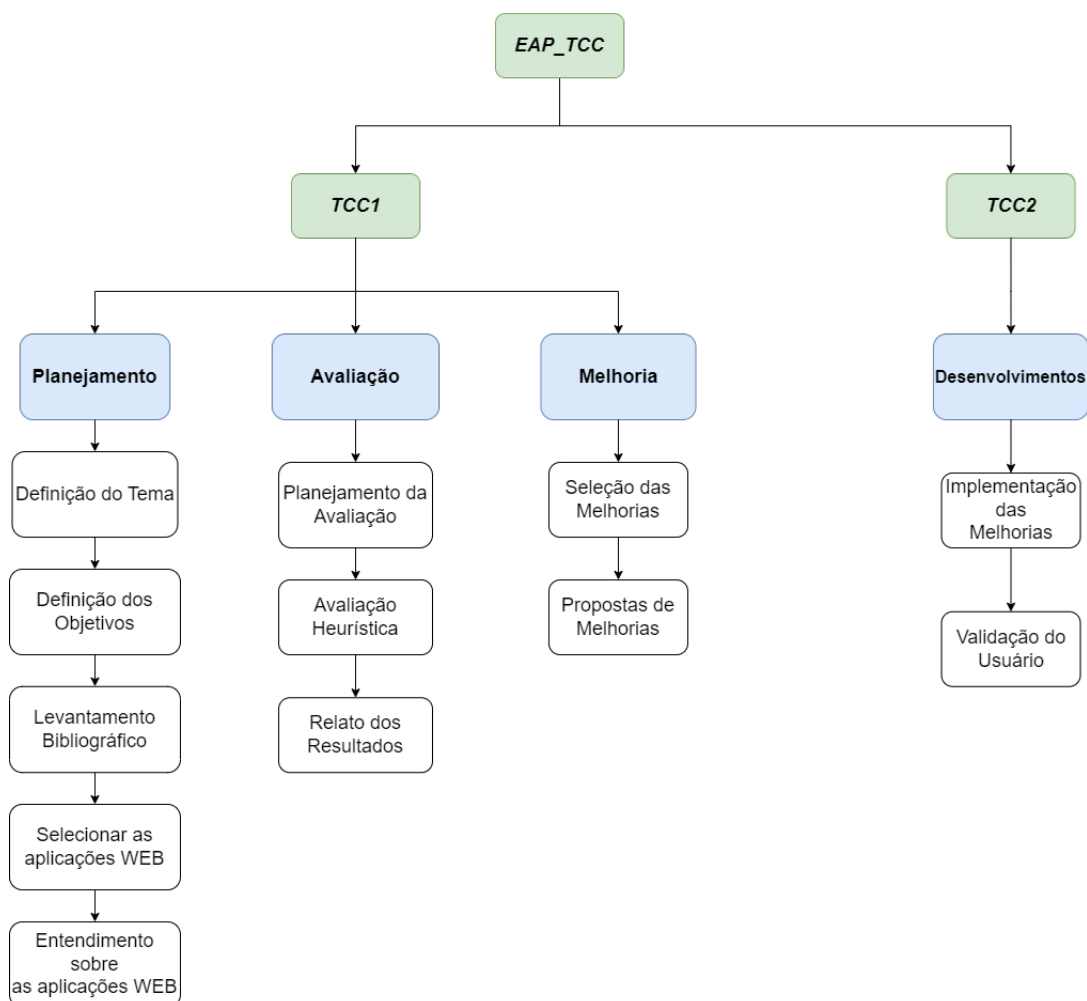 EAP_TCC
TCC1
TCC2
Planejamento
Avaliação
Melhoria
Desenvolvimentos
Definição do Tema
Definição dos
Objetivos
Levantamento
Bibliográfico
Selecionar as
aplicações WEB
Entendimento
sobre
as aplicações WEB
Planejamento da
Avaliação
Avaliação
Heurística
Relato dos
Resultados
Seleção das
Melhorias
Propostas de
Melhorias
Implementação
das
Melhorias
Validação do
Usuário